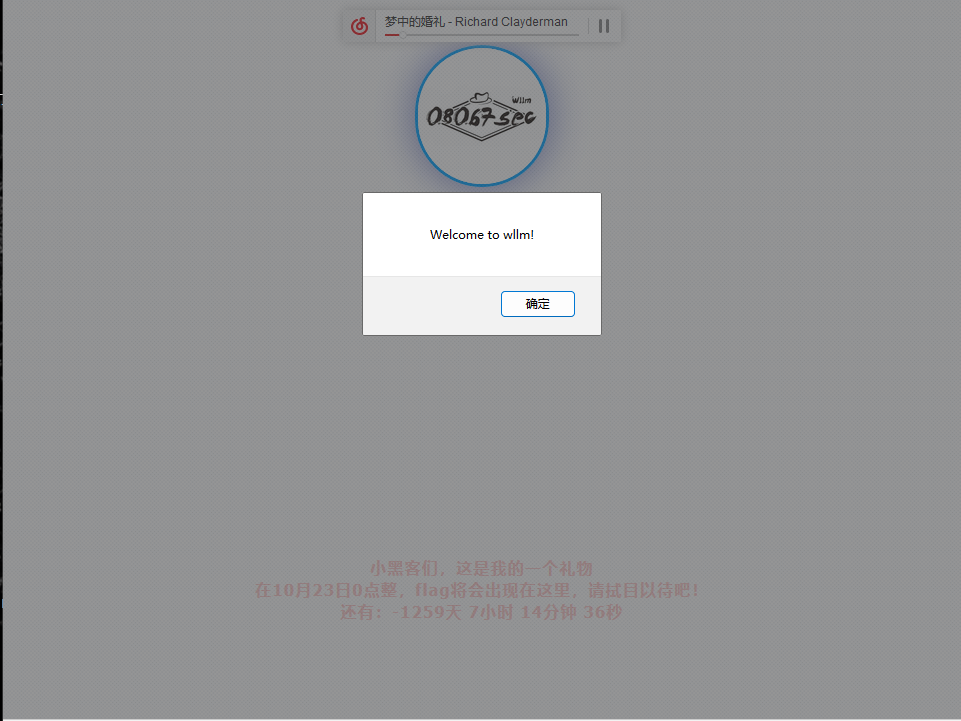 梦中的婚礼 - Richard Clayderman
wllm
08067sec
Welcome to wllm!
确定
小黑客们，这是我的一个礼物
在10月23日0点整，flag将会出现在这里，请拭目以待吧！
还有：-1259天 7小时 14分钟 36秒